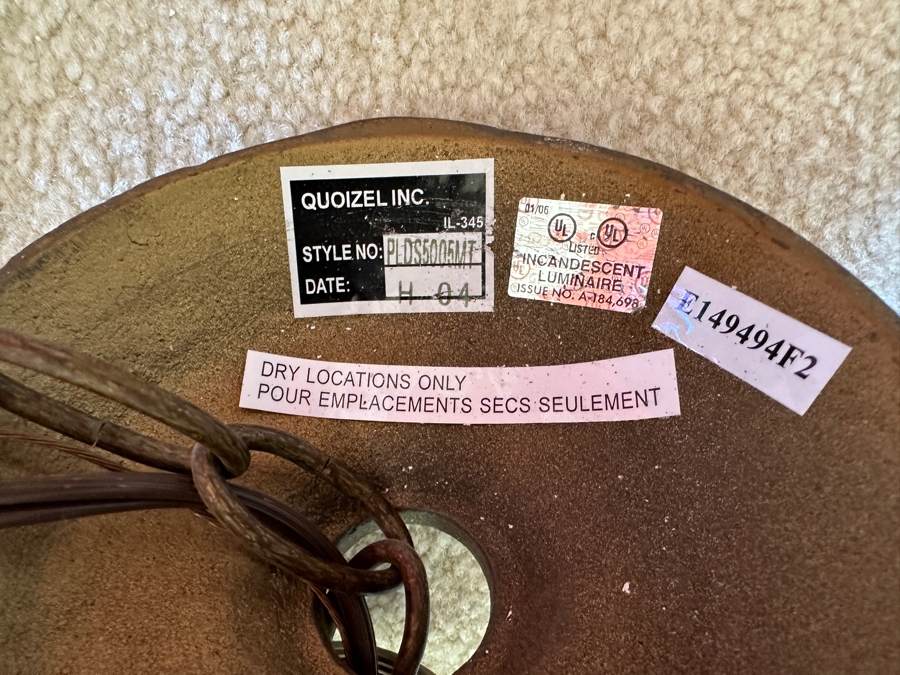 QUOIZEL INC.
IL-345
STYLE NO: PLDS5005MT
DATE: H 04
01/06
UL c UL
LISTED
INCANDESCENT
LUMINAIRE
ISSUE NO. A-184,698
E149494F2
DRY LOCATIONS ONLY
POUR EMPLACEMENTS SECS SEULEMENT